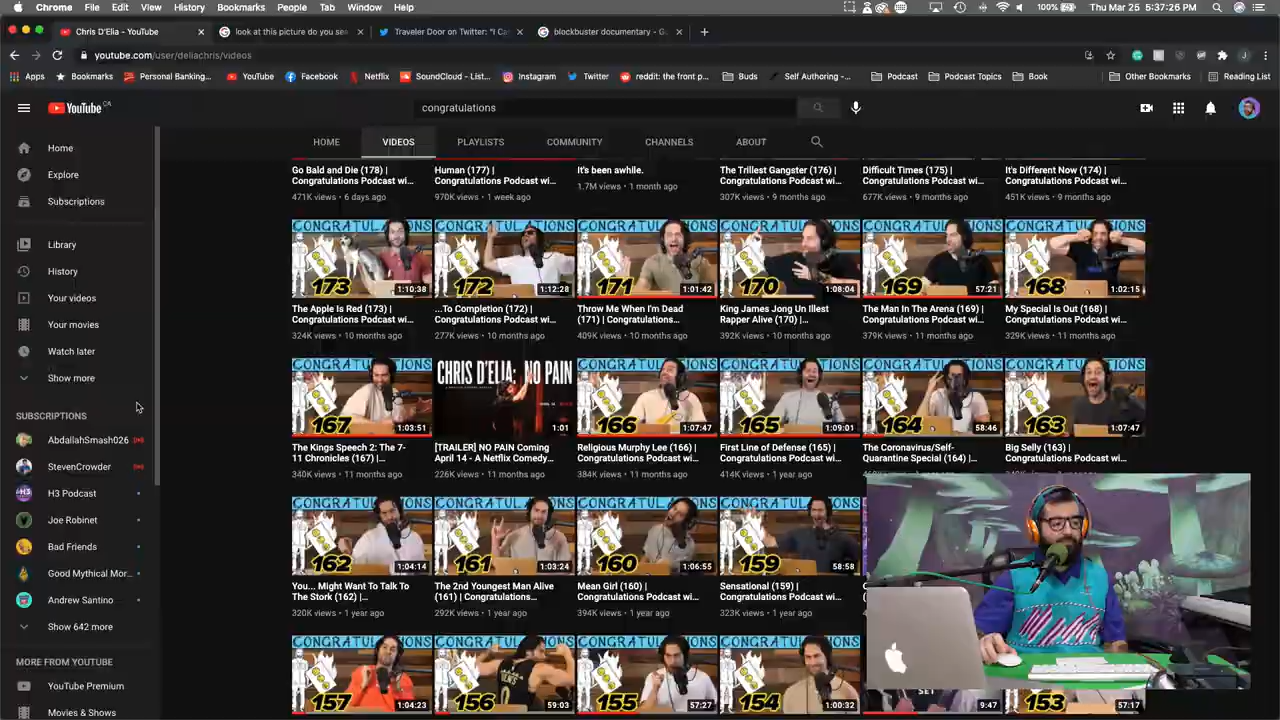 Chrome File Edit View History Bookmarks People Tab Window Help 100% Thu Mar 25 5:37:26 PM
Chris D'Elia - YouTube look at this picture do you see Traveler Door on Twitter: "I Ca blockbuster documentary - Go
youtube.com/user/deliachris/videos
Apps Bookmarks Personal Banking... YouTube Facebook Netflix SoundCloud - List... Instagram Twitter reddit: the front p... Buds Self Authoring -... Podcast Podcast Topics Book Other Bookmarks Reading List
YouTube CA congratulations
HOME VIDEOS PLAYLISTS COMMUNITY CHANNELS ABOUT
Home
Explore
Subscriptions
Library
History
Your videos
Your movies
Watch later
Show more
SUBSCRIPTIONS
AbdallahSmash026
StevenCrowder
H3 Podcast
Joe Robinet
Bad Friends
Good Mythical Mor...
Andrew Santino
Show 642 more
MORE FROM YOUTUBE
YouTube Premium
Movies & Shows
Go Bald and Die (178) | Human (177) | It's been awhile. The Trillest Gangster (176) | Difficult Times (175) | It's Different Now (174) |
Congratulations Podcast wi... Congratulations Podcast wi... 1.7M views • 1 month ago Congratulations Podcast wi... Congratulations Podcast wi... Congratulations Podcast wi...
471K views • 6 days ago 970K views • 1 week ago 307K views • 9 months ago 677K views • 9 months ago 451K views • 9 months ago
CONGRATULATIONS CONGRATULATIONS CONGRATULATIONS CONGRATULATIONS CONGRATULATIONS CONGRATULATIONS
173 1:10:38 172 1:12:28 171 1:01:42 170 1:08:04 169 57:21 168 1:02:15
The Apple Is Red (173) | ...To Completion (172) | Throw Me When I'm Dead King James Jong Un Illest The Man In The Arena (169) | My Special Is Out (168) |
Congratulations Podcast wi... Congratulations Podcast wi... (171) | Congratulations... Rapper Alive (170) |... Congratulations Podcast wi... Congratulations Podcast wi...
324K views • 10 months ago 277K views • 10 months ago 409K views • 10 months ago 392K views • 10 months ago 379K views • 11 months ago 329K views • 11 months ago
CONGRATULATIONS CHRIS D'ELIA: NO PAIN CONGRATULATIONS CONGRATULATIONS CONGRATULATIONS CONGRATULATIONS
167 1:03:51 1:01 166 1:07:47 165 1:09:01 164 58:46 163 1:07:47
The Kings Speech 2: The 7- [TRAILER] NO PAIN Coming Religious Murphy Lee (166) | First Line of Defense (165) | The Coronavirus/Self- Big Selly (163) |
11 Chronicles (167) |... April 14 - A Netflix Comedy... Congratulations Podcast wi... Congratulations Podcast wi... Quarantine Special (164) |... Congratulations Podcast wi...
340K views • 11 months ago 226K views • 11 months ago 384K views • 11 months ago 414K views • 1 year ago
CONGRATULATIONS CONGRATULATIONS CONGRATULATIONS CONGRATULATIONS
162 1:04:14 161 1:03:24 160 1:06:55 159 58:58
You... Might Want To Talk The 2nd Youngest Man Alive Mean Girl (160) | Sensational (159) |
To The Stork (162) |... (161) | Congratulations... Congratulations Podcast wi... Congratulations Podcast wi...
320K views • 1 year ago 292K views • 1 year ago 394K views • 1 year ago 323K views • 1 year ago
CONGRATULATIONS CONGRATULATIONS CONGRATULATIONS CONGRATULATIONS
157 1:04:23 156 59:03 155 57:27 154 1:00:32 SET 9:47 153 57:17